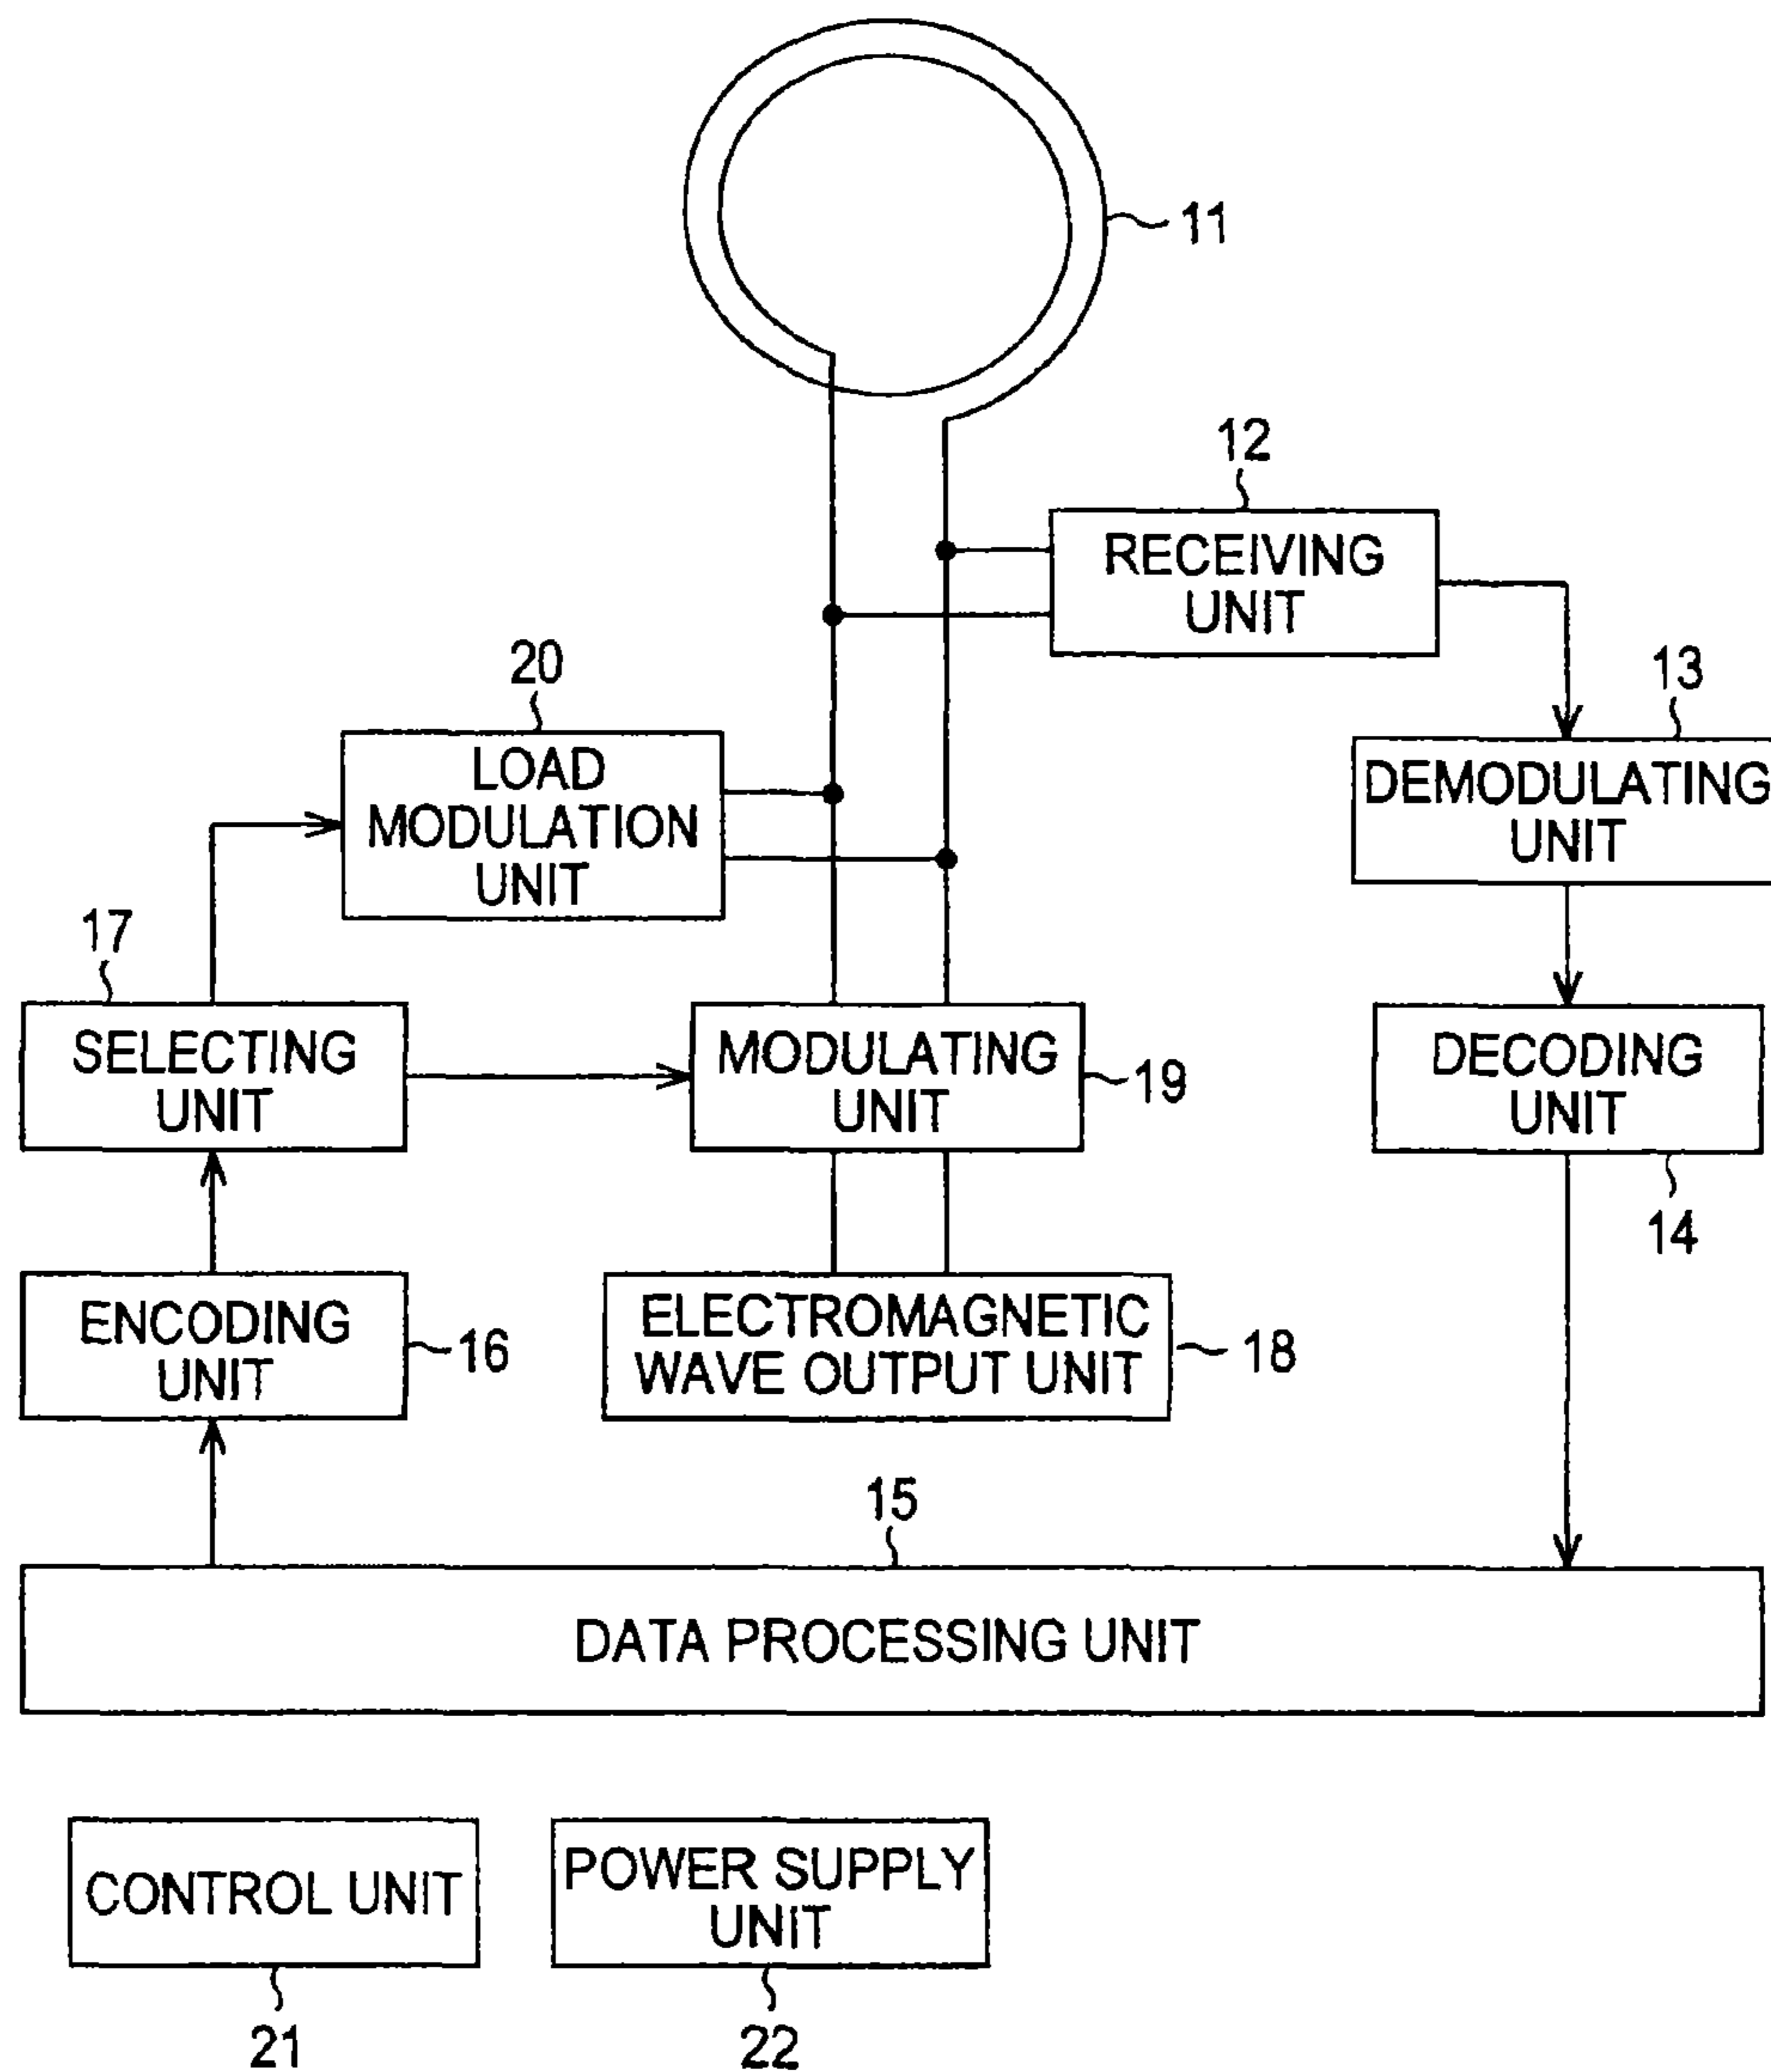 11
12
RECEIVING
UNIT
20
13
LOAD
MODULATION
UNIT
DEMODULATING
UNIT
17
SELECTING
UNIT
MODULATING
UNIT
19
DECODING
UNIT
14
ENCODING
UNIT
16
ELECTROMAGNETIC
WAVE OUTPUT UNIT
18
15
DATA PROCESSING UNIT
CONTROL UNIT
POWER SUPPLY
UNIT
21
22